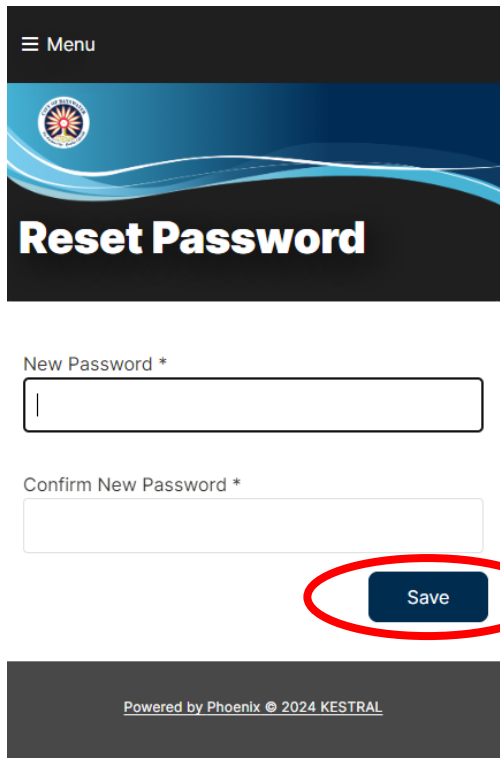 Menu
Reset Password
New Password *
Confirm New Password *
Save
Powered by Phoenix © 2024 KESTRAL